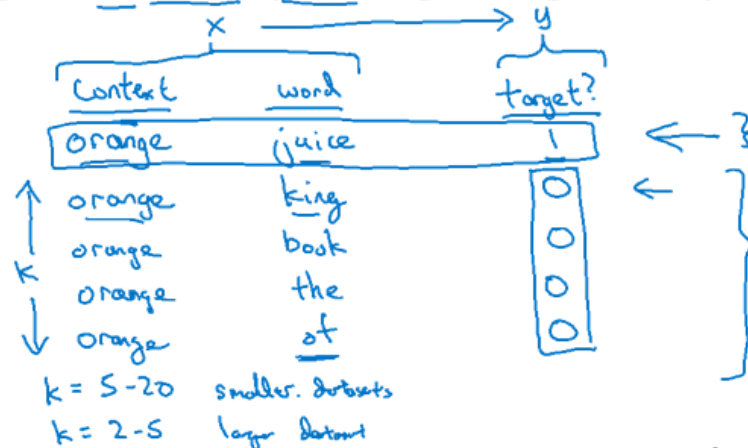 x → y
Context word target?
orange juice 1
orange king 0
orange book 0
k
orange the 0
orange of 0
k = 5-20 smaller. datasets
k = 2-5 large dataset